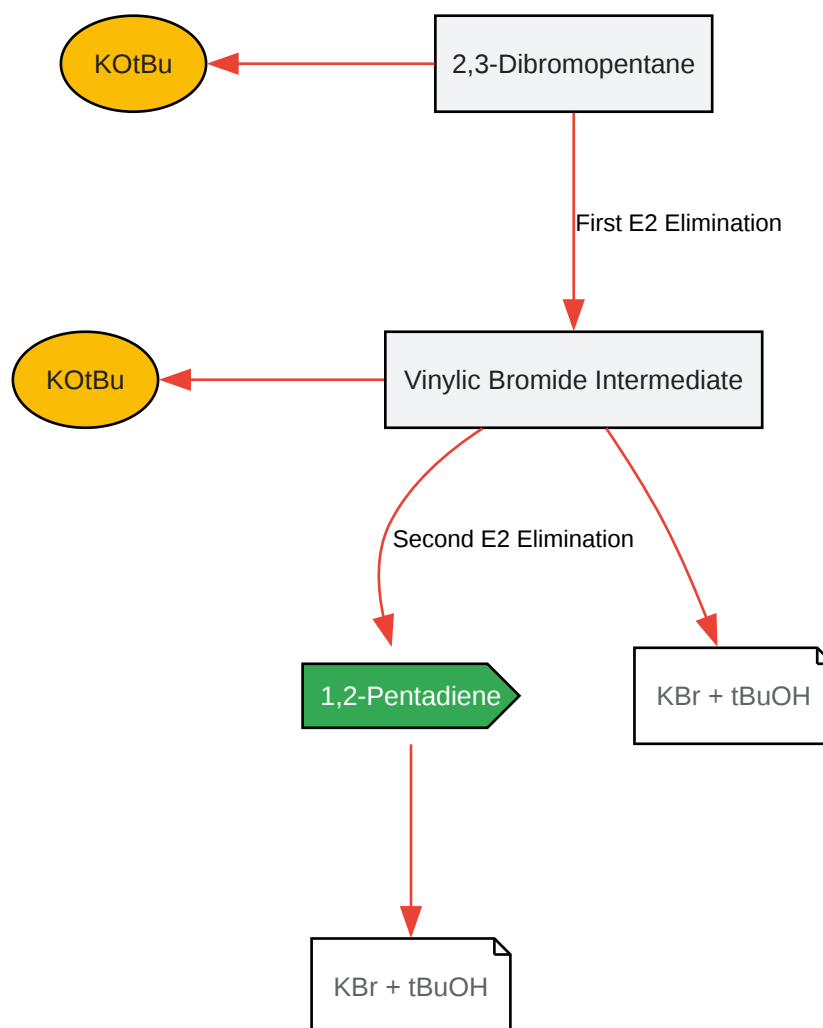 KOtBu
2,3-Dibromopentane
First E2 Elimination
KOtBu
Vinylic Bromide Intermediate
Second E2 Elimination
1,2-Pentadiene
KBr + tBuOH
KBr + tBuOH